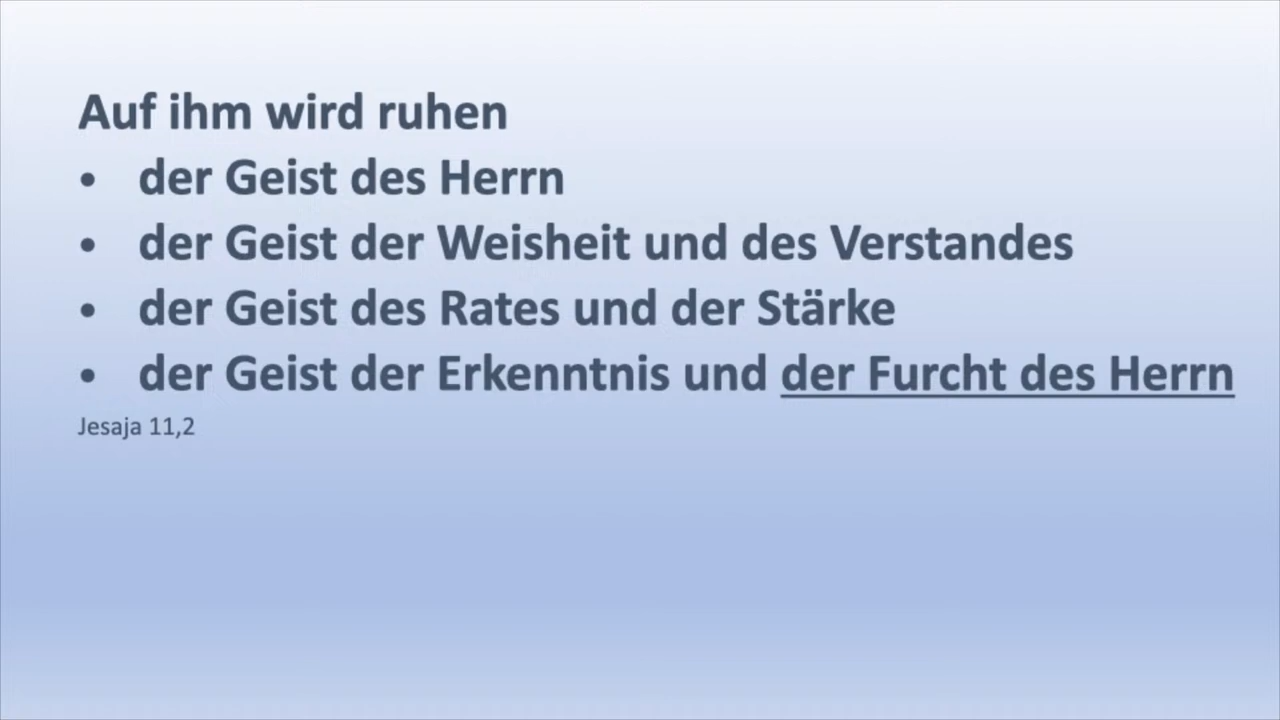 Auf ihm wird ruhen
• der Geist des Herrn
• der Geist der Weisheit und des Verstandes
• der Geist des Rates und der Stärke
• der Geist der Erkenntnis und der Furcht des Herrn
Jesaja 11,2